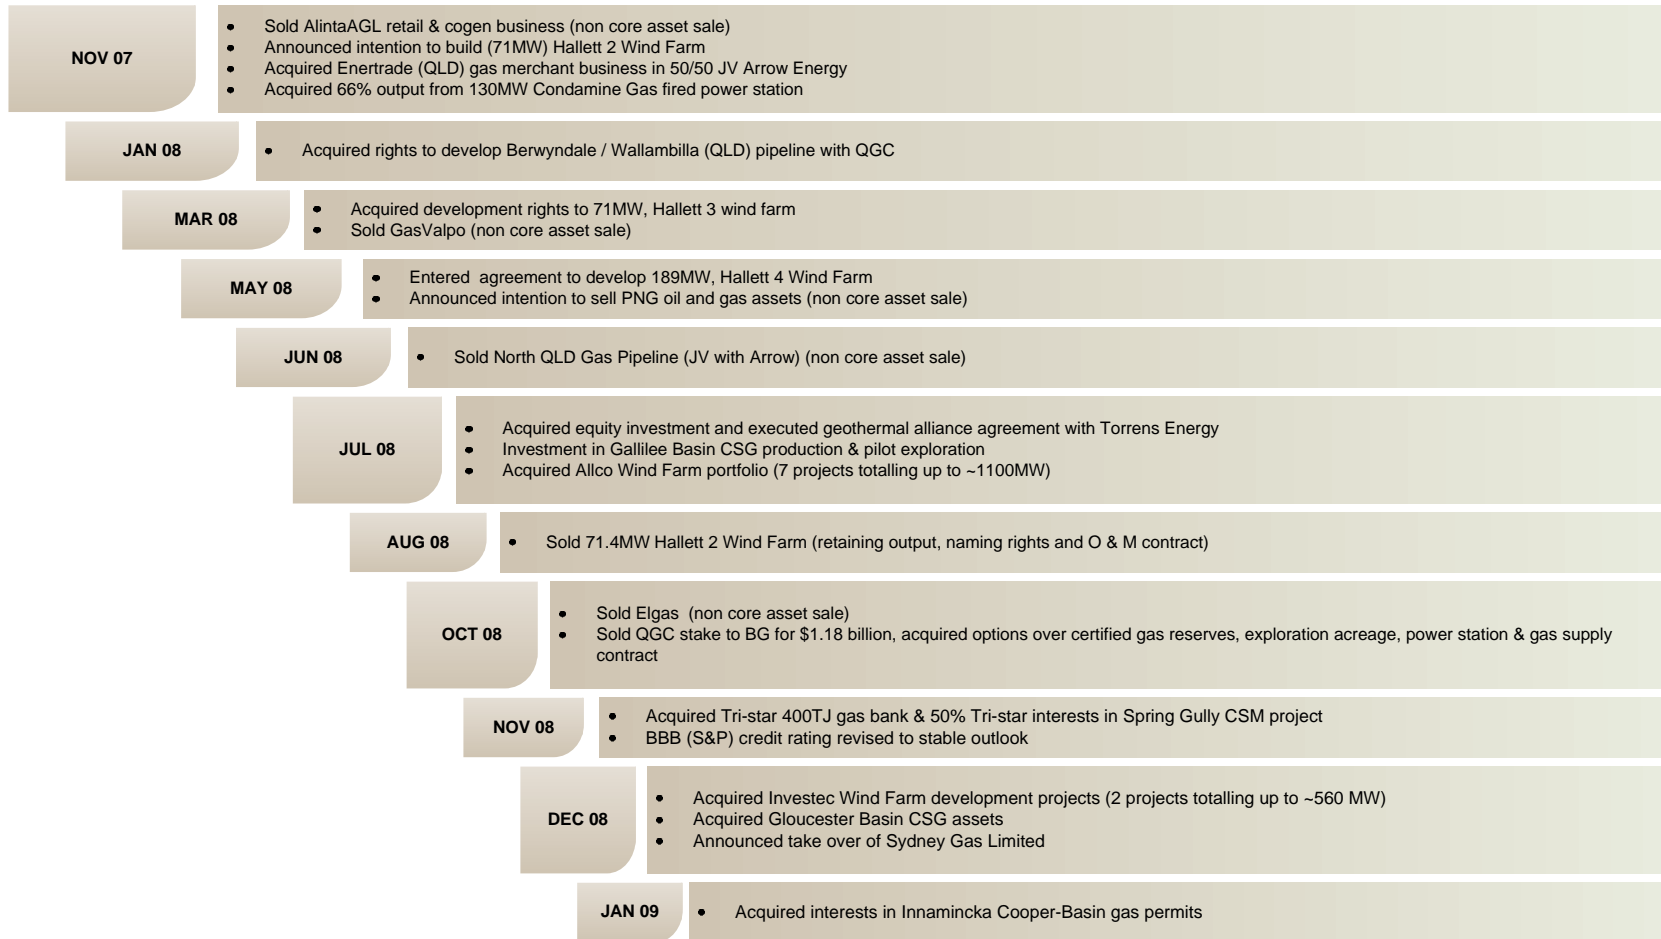 NOV 07
• Sold AlintaAGL retail & cogen business (non core asset sale)
• Announced intention to build (71MW) Hallett 2 Wind Farm
• Acquired Enertrade (QLD) gas merchant business in 50/50 JV Arrow Energy
• Acquired 66% output from 130MW Condamine Gas fired power station
JAN 08
• Acquired rights to develop Berwyndale / Wallambilla (QLD) pipeline with QGC
MAR 08
• Acquired development rights to 71MW, Hallett 3 wind farm
• Sold GasValpo (non core asset sale)
MAY 08
• Entered agreement to develop 189MW, Hallett 4 Wind Farm
• Announced intention to sell PNG oil and gas assets (non core asset sale)
JUN 08
• Sold North QLD Gas Pipeline (JV with Arrow) (non core asset sale)
JUL 08
• Acquired equity investment and executed geothermal alliance agreement with Torrens Energy
• Investment in Gallilee Basin CSG production & pilot exploration
• Acquired Allco Wind Farm portfolio (7 projects totalling up to ~1100MW)
AUG 08
• Sold 71.4MW Hallett 2 Wind Farm (retaining output, naming rights and O & M contract)
OCT 08
• Sold Elgas (non core asset sale)
• Sold QGC stake to BG for $1.18 billion, acquired options over certified gas reserves, exploration acreage, power station & gas supply
contract
NOV 08
• Acquired Tri-star 400TJ gas bank & 50% Tri-star interests in Spring Gully CSM project
• BBB (S&P) credit rating revised to stable outlook
DEC 08
• Acquired Investec Wind Farm development projects (2 projects totalling up to ~560 MW)
• Acquired Gloucester Basin CSG assets
• Announced take over of Sydney Gas Limited
JAN 09
• Acquired interests in Innamincka Cooper-Basin gas permits